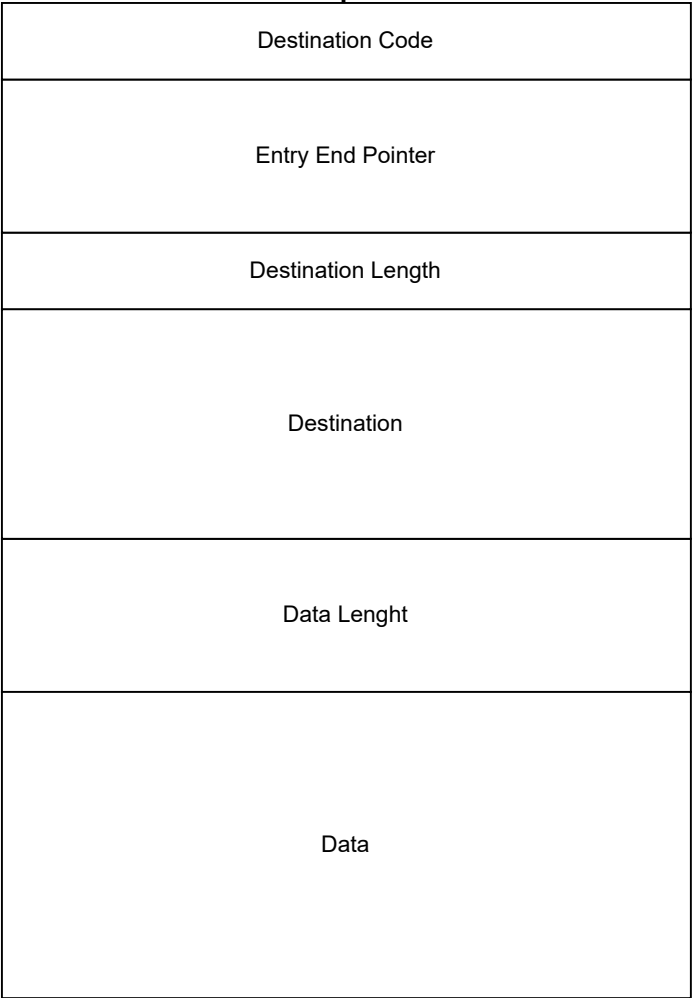 Destination Code
Entry End Pointer
Destination Length
Destination
Data Lenght
Data